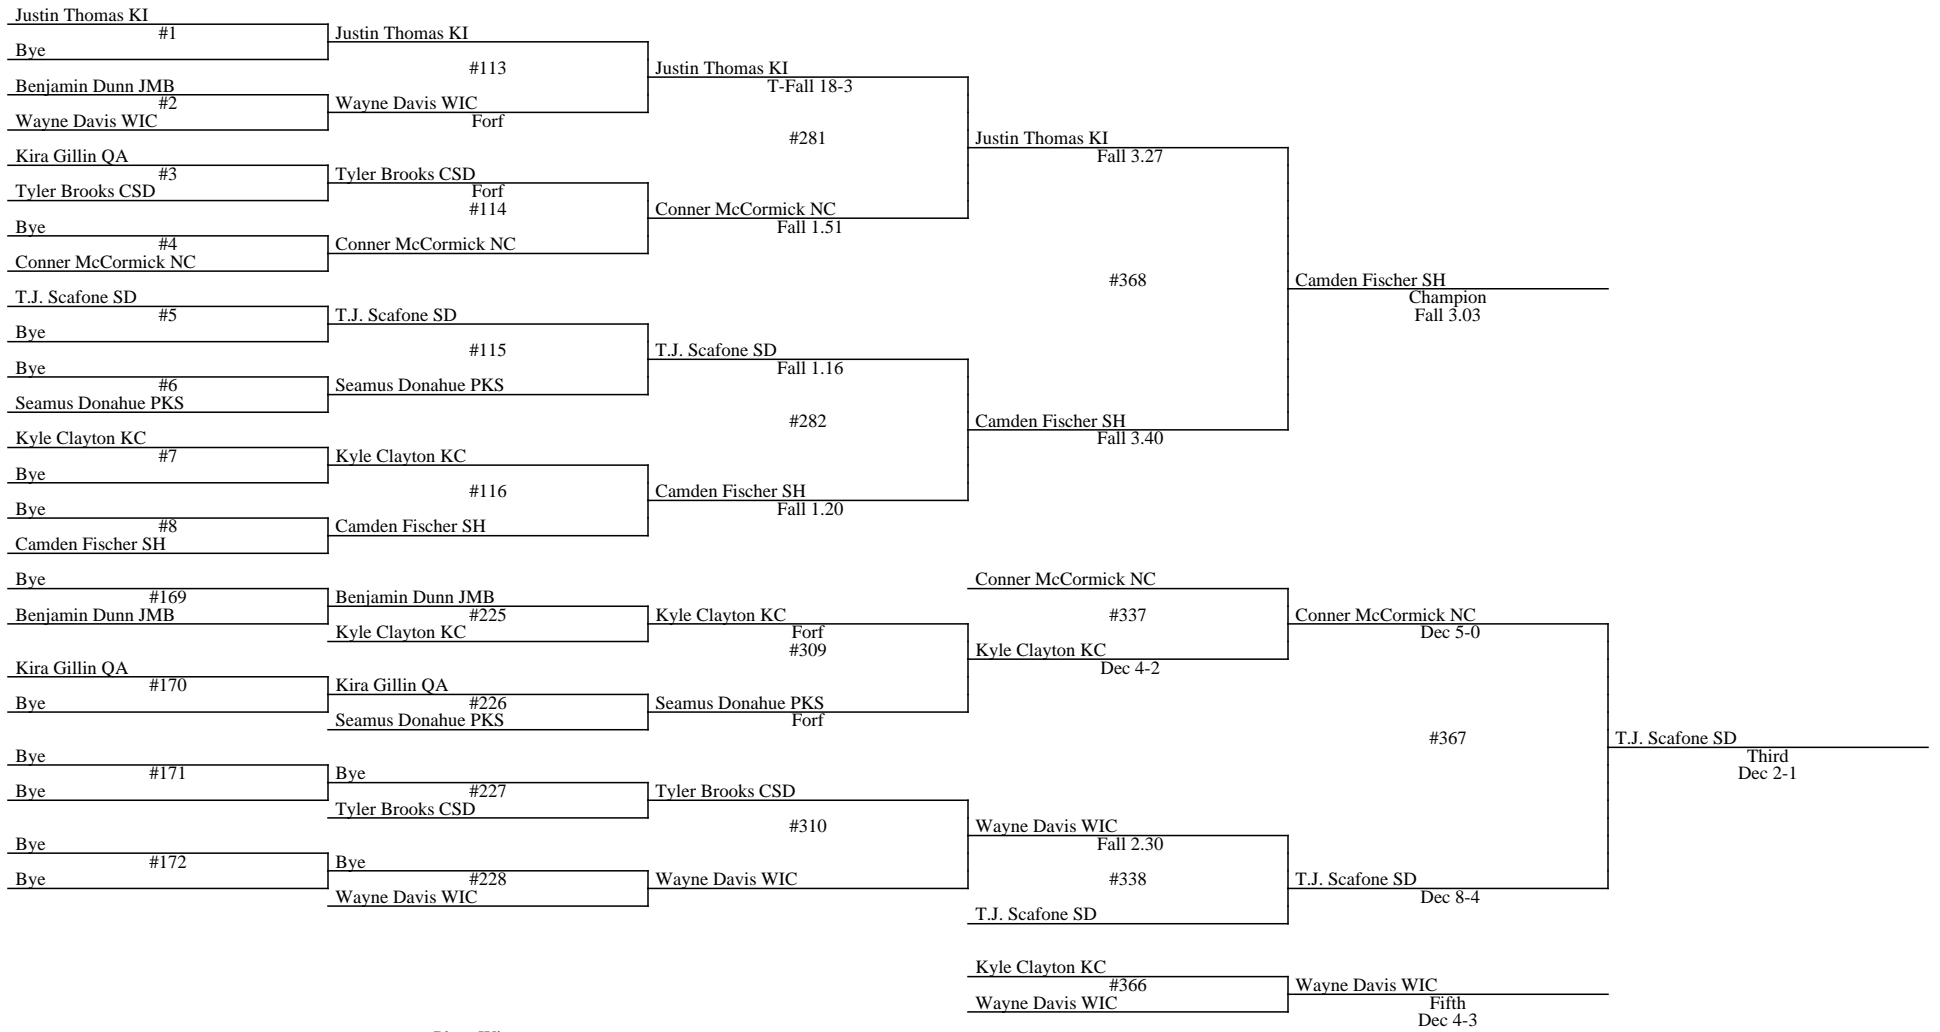 Justin Thomas KI
#1
Bye
Justin Thomas KI
#113
Benjamin Dunn JMB
#2
Wayne Davis WIC
Wayne Davis WIC
Forf
Justin Thomas KI
T-Fall 18-3
#281
Kira Gillin QA
#3
Tyler Brooks CSD
Tyler Brooks CSD
Forf
#114
Bye
#4
Conner McCormick NC
Conner McCormick NC
Conner McCormick NC
Fall 1.51
Justin Thomas KI
Fall 3.27
#368
T.J. Scafone SD
#5
Bye
T.J. Scafone SD
#115
Bye
#6
Seamus Donahue PKS
Seamus Donahue PKS
T.J. Scafone SD
Fall 1.16
#282
Kyle Clayton KC
#7
Bye
Kyle Clayton KC
#116
Bye
#8
Camden Fischer SH
Camden Fischer SH
Camden Fischer SH
Fall 1.20
Camden Fischer SH
Fall 3.40
Camden Fischer SH
Champion
Fall 3.03
Bye
#169
Benjamin Dunn JMB
Benjamin Dunn JMB
#225
Kyle Clayton KC
Kyle Clayton KC
Forf
#309
Kira Gillin QA
#170
Bye
Kira Gillin QA
#226
Seamus Donahue PKS
Seamus Donahue PKS
Forf
Conner McCormick NC
#337
Kyle Clayton KC
Dec 4-2
Conner McCormick NC
Dec 5-0
#367
Bye
#171
Bye
Bye
#227
Tyler Brooks CSD
Tyler Brooks CSD
#310
Bye
#172
Bye
Bye
#228
Wayne Davis WIC
Wayne Davis WIC
Wayne Davis WIC
Fall 2.30
#338
T.J. Scafone SD
T.J. Scafone SD
Dec 8-4
T.J. Scafone SD
Third
Dec 2-1
Kyle Clayton KC
#366
Wayne Davis WIC
Wayne Davis WIC
Fifth
Dec 4-3